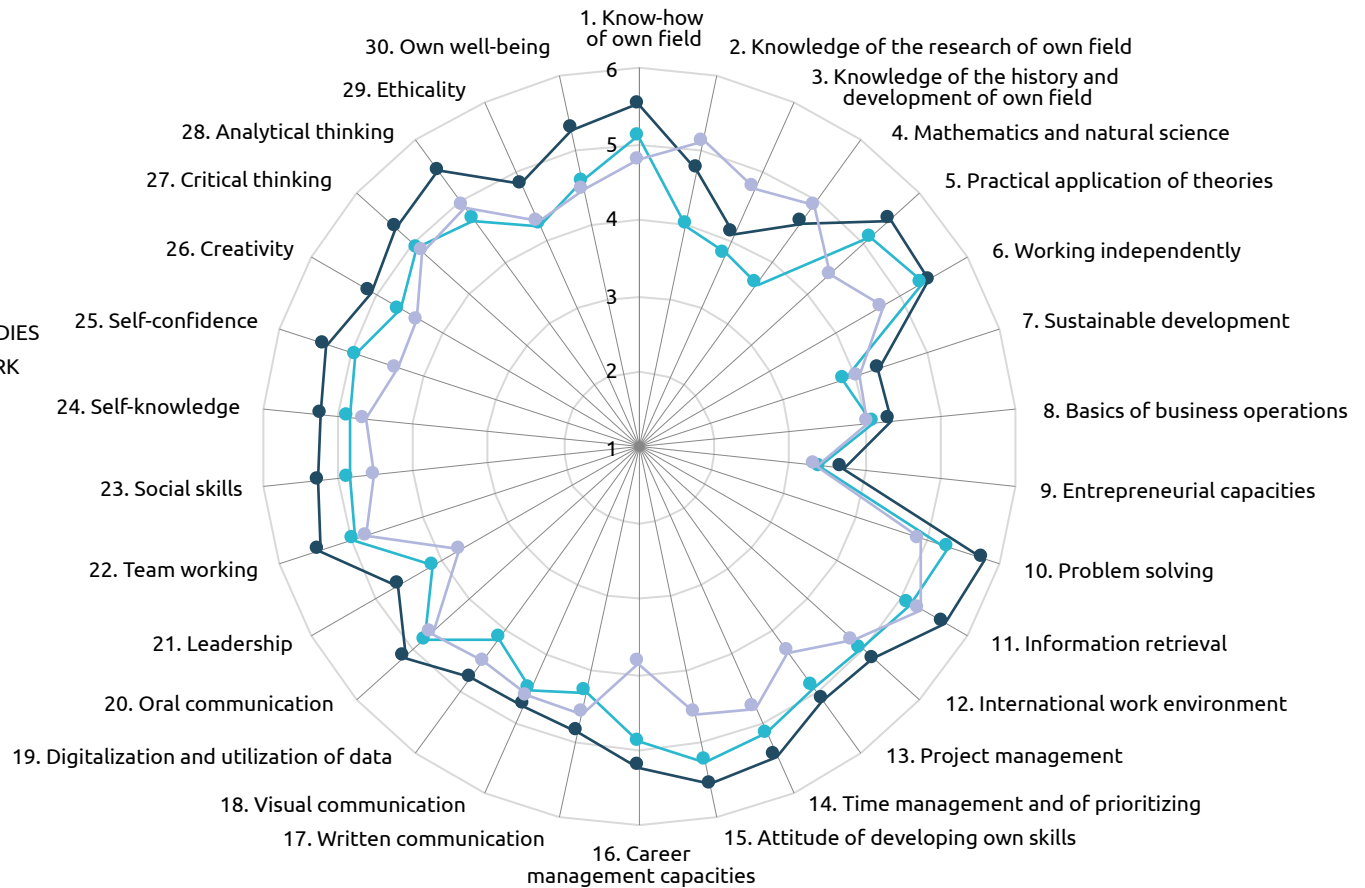 1. Know-how
of own field
2. Knowledge of the research of own field
3. Knowledge of the history and
development of own field
4. Mathematics and natural science
5. Practical application of theories
6. Working independently
7. Sustainable development
8. Basics of business operations
9. Entrepreneurial capacities
10. Problem solving
11. Information retrieval
12. International work environment
13. Project management
14. Time management and of prioritizing
15. Attitude of developing own skills
16. Career
management capacities
17. Written communication
18. Visual communication
19. Digitalization and utilization of data
20. Oral communication
21. Leadership
22. Team working
23. Social skills
24. Self-knowledge
25. Self-confidence
26. Creativity
27. Critical thinking
28. Analytical thinking
29. Ethicality
30. Own well-being
6
5
4
3
2
1
DIES
RK